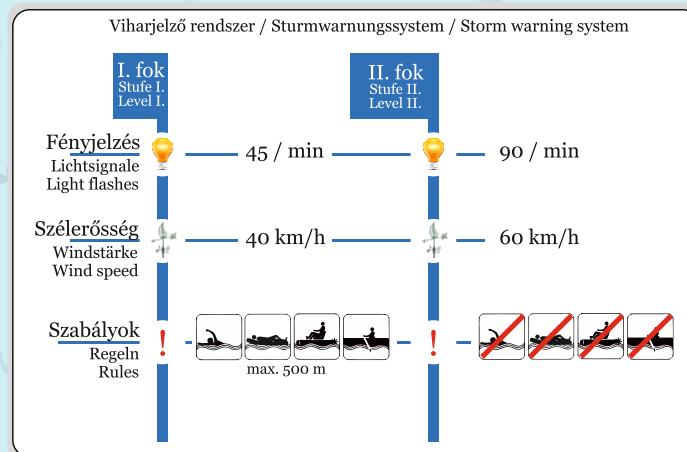 Viharjelző rendszer / Sturmwarnungssystem / Storm warning system
I. fok
Stufe I.
Level I.
II. fok
Stufe II.
Level II.
Fényjelzés
Lichtsignale
Light flashes
45 / min
90 / min
Szélerősség
Windstärke
Wind speed
40 km/h
60 km/h
Szabályok
Regeln
Rules
!
!
max. 500 m